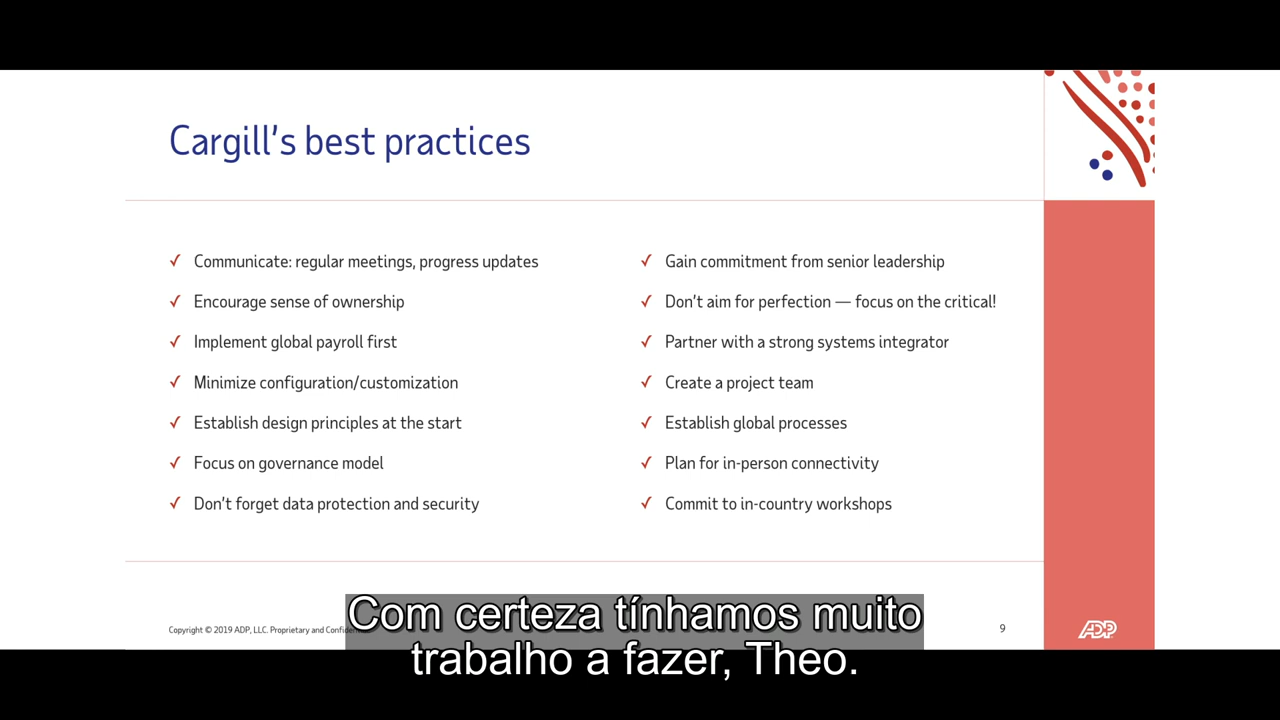 Cargill's best practices
✓ Communicate: regular meetings, progress updates
✓ Encourage sense of ownership
✓ Implement global payroll first
✓ Minimize configuration/customization
✓ Establish design principles at the start
✓ Focus on governance model
✓ Don't forget data protection and security
✓ Gain commitment from senior leadership
✓ Don't aim for perfection — focus on the critical!
✓ Partner with a strong systems integrator
✓ Create a project team
✓ Establish global processes
✓ Plan for in-person connectivity
✓ Commit to in-country workshops
Copyright © 2019 ADP, LLC. Proprietary and
9
ADP
Com certeza tínhamos muito
trabalho a fazer, Theo.